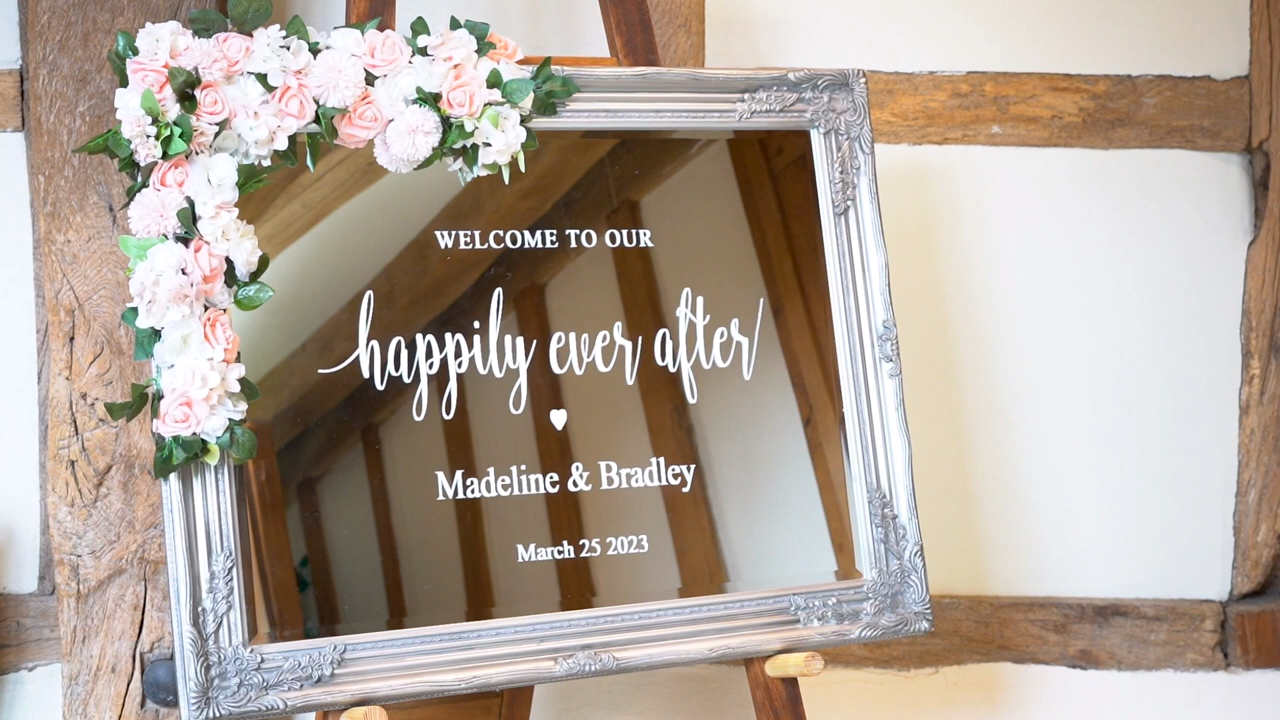 WELCOME TO OUR
happily ever after
Madeline & Bradley
March 25 2023